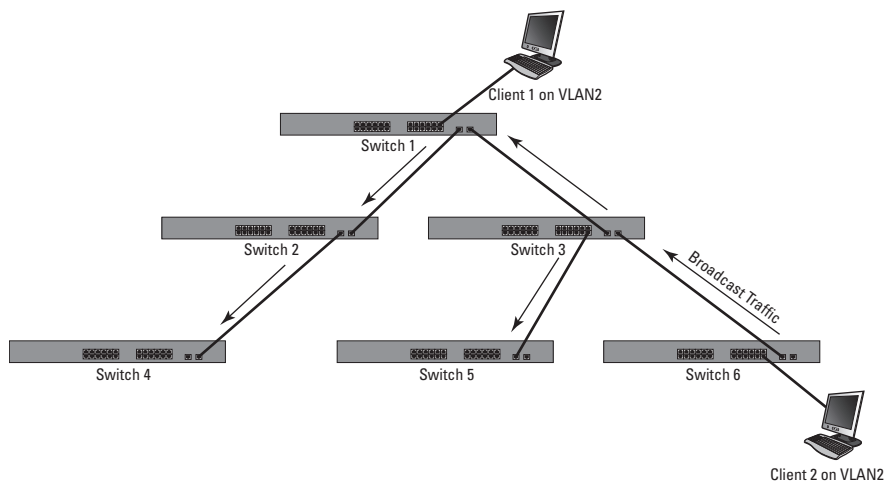 Client 1 on VLAN2
Switch 1
Switch 2
Switch 3
Broadcast Traffic
Switch 4
Switch 5
Switch 6
Client 2 on VLAN2